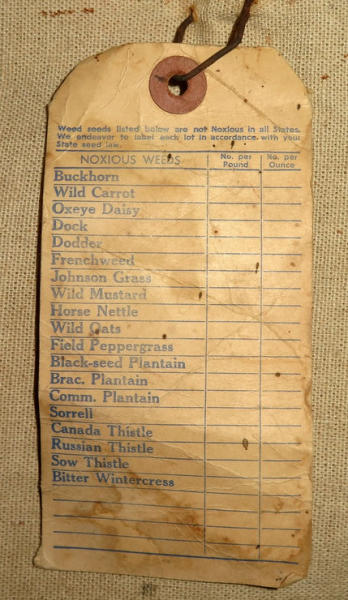 Weed seeds listed below are not Noxious in all States.
We endeavor to label each lot in accordance with your
State seed law.
NOXIOUS WEEDS No. per Pound No. per Ounce
Buckhorn
Wild Carrot
Oxeye Daisy
Dock
Dodder
Frenchweed
Johnson Grass
Wild Mustard
Horse Nettle
Wild Oats
Field Peppergrass
Black-seed Plantain
Brac. Plantain
Comm. Plantain
Sorrell
Canada Thistle
Russian Thistle
Sow Thistle
Bitter Wintercress